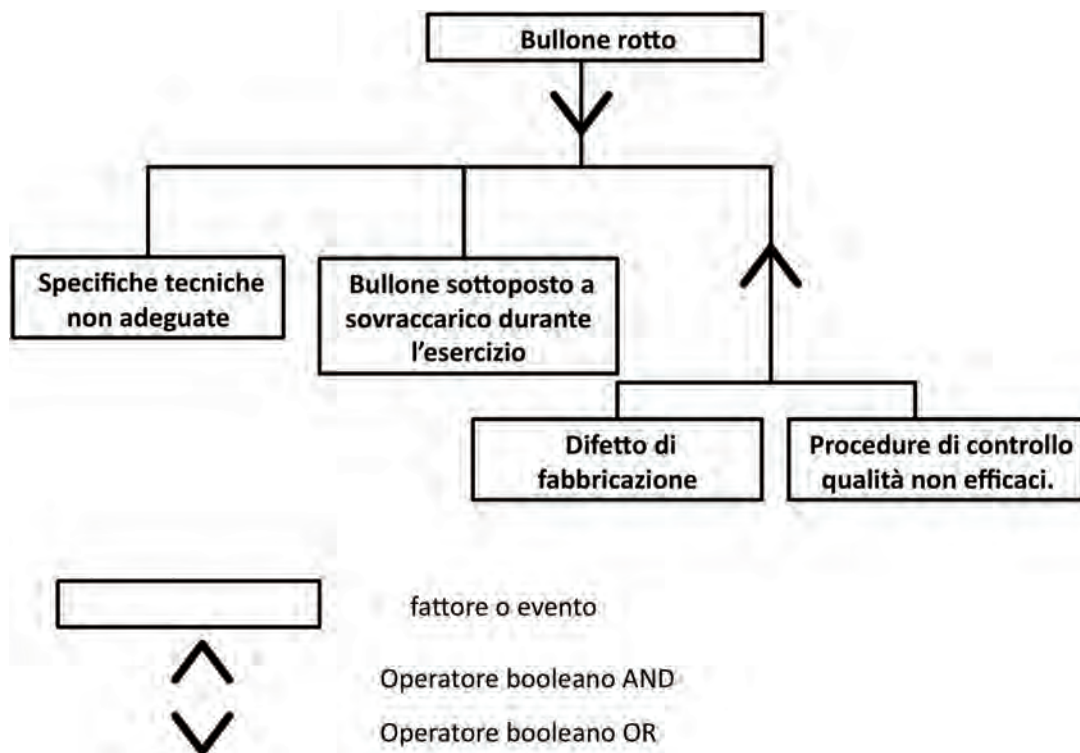 Bullone rotto
Specifiche tecniche
non adeguate
Bullone sottoposto a
sovraccarico durante
l'esercizio
Difetto di
fabbricazione
Procedure di controllo
qualità non efficaci.
fattore o evento
Operatore booleano AND
Operatore booleano OR